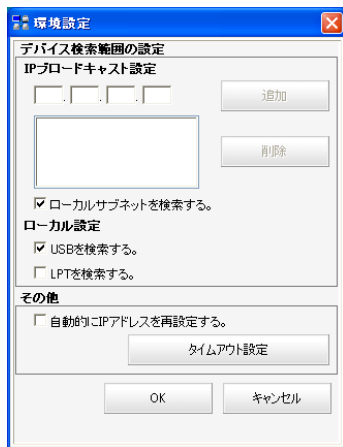 環境設定
デバイス検索範囲の設定
IPブロードキャスト設定
. . .
追加
削除
ローカルサブネットを検索する。
ローカル設定
USBを検索する。
LPTを検索する。
その他
自動的にIPアドレスを再設定する。
タイムアウト設定
OK キャンセル